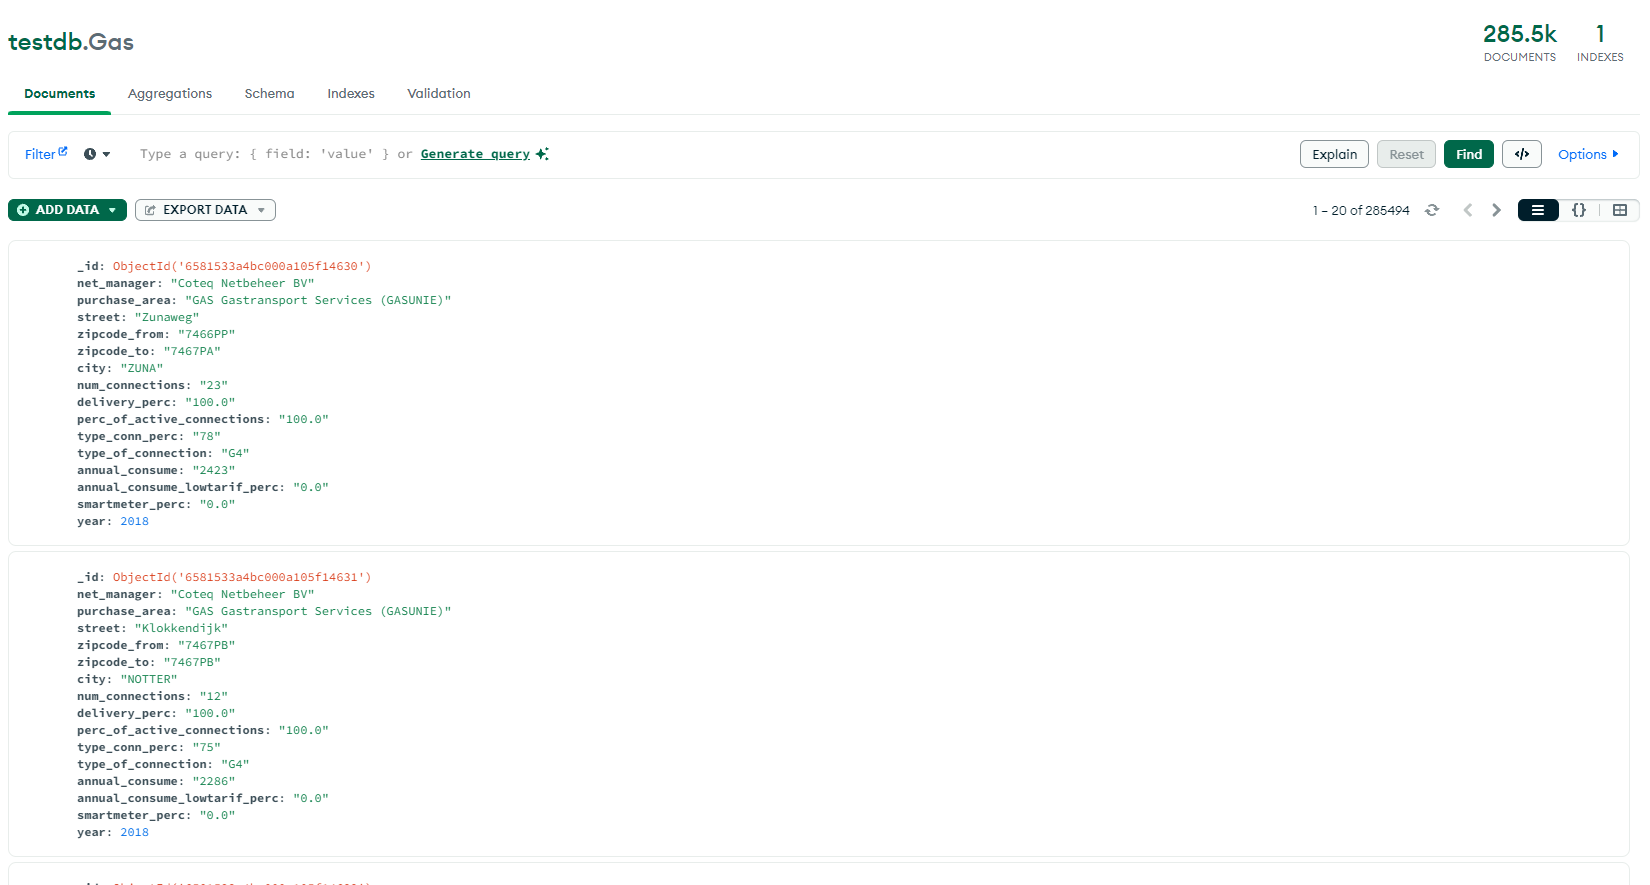 testdb.Gas
285.5k 1
DOCUMENTS INDEXES
Documents Aggregations Schema Indexes Validation
Filter Type a query: { field: 'value' } or Generate query Explain Reset Find </> Options
ADD DATA EXPORT DATA 1 – 20 of 285494 {}
_id: ObjectId('6581533a4bc000a105f14630')
net_manager: "Coteq Netbeheer BV"
purchase_area: "GAS Gastransport Services (GASUNIE)"
street: "Zunaweg"
zipcode_from: "7466PP"
zipcode_to: "7467PA"
city: "ZUNA"
num_connections: "23"
delivery_perc: "100.0"
perc_of_active_connections: "100.0"
type_conn_perc: "78"
type_of_connection: "G4"
annual_consume: "2423"
annual_consume_lowtarif_perc: "0.0"
smartmeter_perc: "0.0"
year: 2018
_id: ObjectId('6581533a4bc000a105f14631')
net_manager: "Coteq Netbeheer BV"
purchase_area: "GAS Gastransport Services (GASUNIE)"
street: "Klokkendijk"
zipcode_from: "7467PB"
zipcode_to: "7467PB"
city: "NOTTER"
num_connections: "12"
delivery_perc: "100.0"
perc_of_active_connections: "100.0"
type_conn_perc: "75"
type_of_connection: "G4"
annual_consume: "2286"
annual_consume_lowtarif_perc: "0.0"
smartmeter_perc: "0.0"
year: 2018